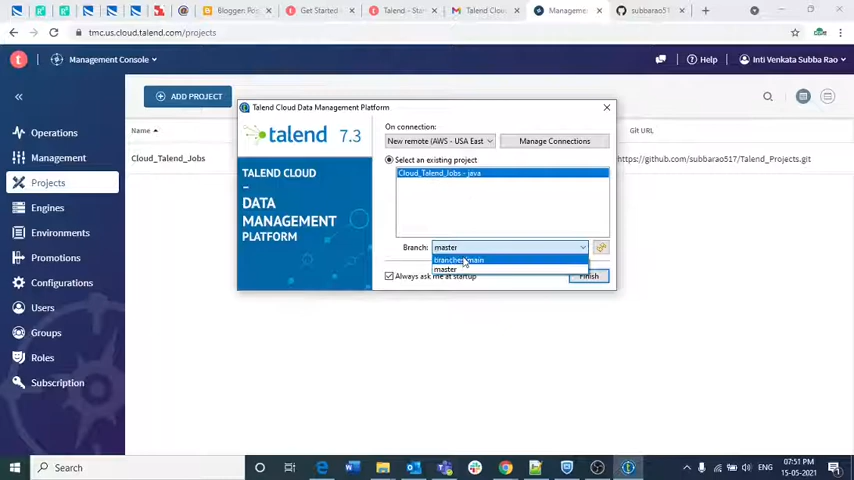 Blogger: Pos
Get Started -
Talend - Sta
Talend Clou
Managemen
subbarao51
tmc.us.cloud.talend.com/projects
t
Management Console
Help
Inti Venkata Subba Rao
ADD PROJECT
Operations
Management
Projects
Engines
Environments
Promotions
Configurations
Users
Groups
Roles
Subscription
Name
Git URL
Cloud_Talend_Jobs
https://github.com/subbarao517/Talend_Projects.git
Talend Cloud Data Management Platform
talend 7.3
TALEND CLOUD
–
DATA
MANAGEMENT
PLATFORM
On connection:
New remote (AWS - USA East
Manage Connections
Select an existing project
Cloud_Talend_Jobs - java
Branch: master
branches/main
master
Always ask me at startup
Finish
Search
ENG
07:51 PM
15-05-2021